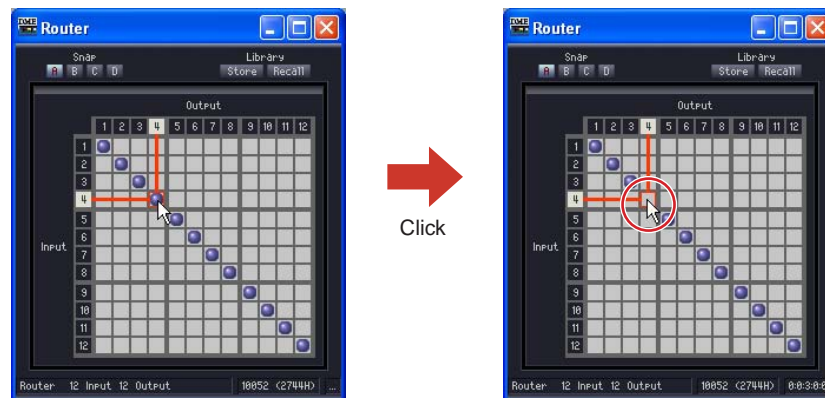 DME Router
Snap Library
A B C D Store Recall
Output
1 2 3 4 5 6 7 8 9 10 11 12
1
2
3
4
5
Input
6
7
8
9
10
11
12
Router 12 Input 12 Output 10052 (2744H) ...
Click
DME Router
Snap Library
A B C D Store Recall
Output
1 2 3 4 5 6 7 8 9 10 11 12
1
2
3
4
5
Input
6
7
8
9
10
11
12
Router 12 Input 12 Output 10052 (2744H)